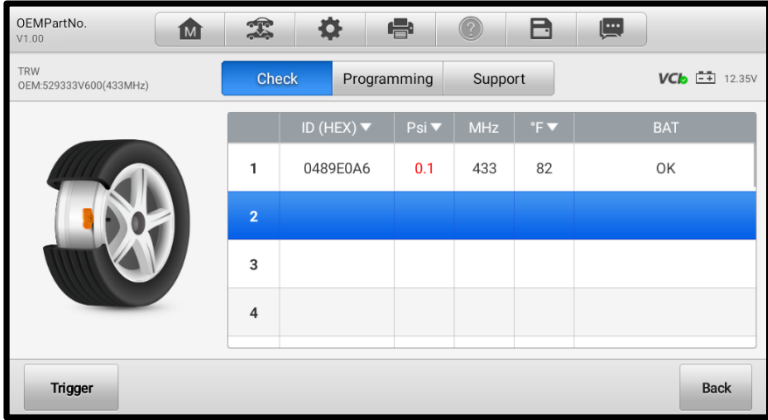 OEMPartNo.
V1.00
M
TRW
OEM:529333V600(433MHz)
Check Programming Support
VCI 12.35V
ID (HEX) ▼ Psi ▼ MHz °F ▼ BAT
1 0489E0A6 0.1 433 82 OK
2
3
4
Trigger Back